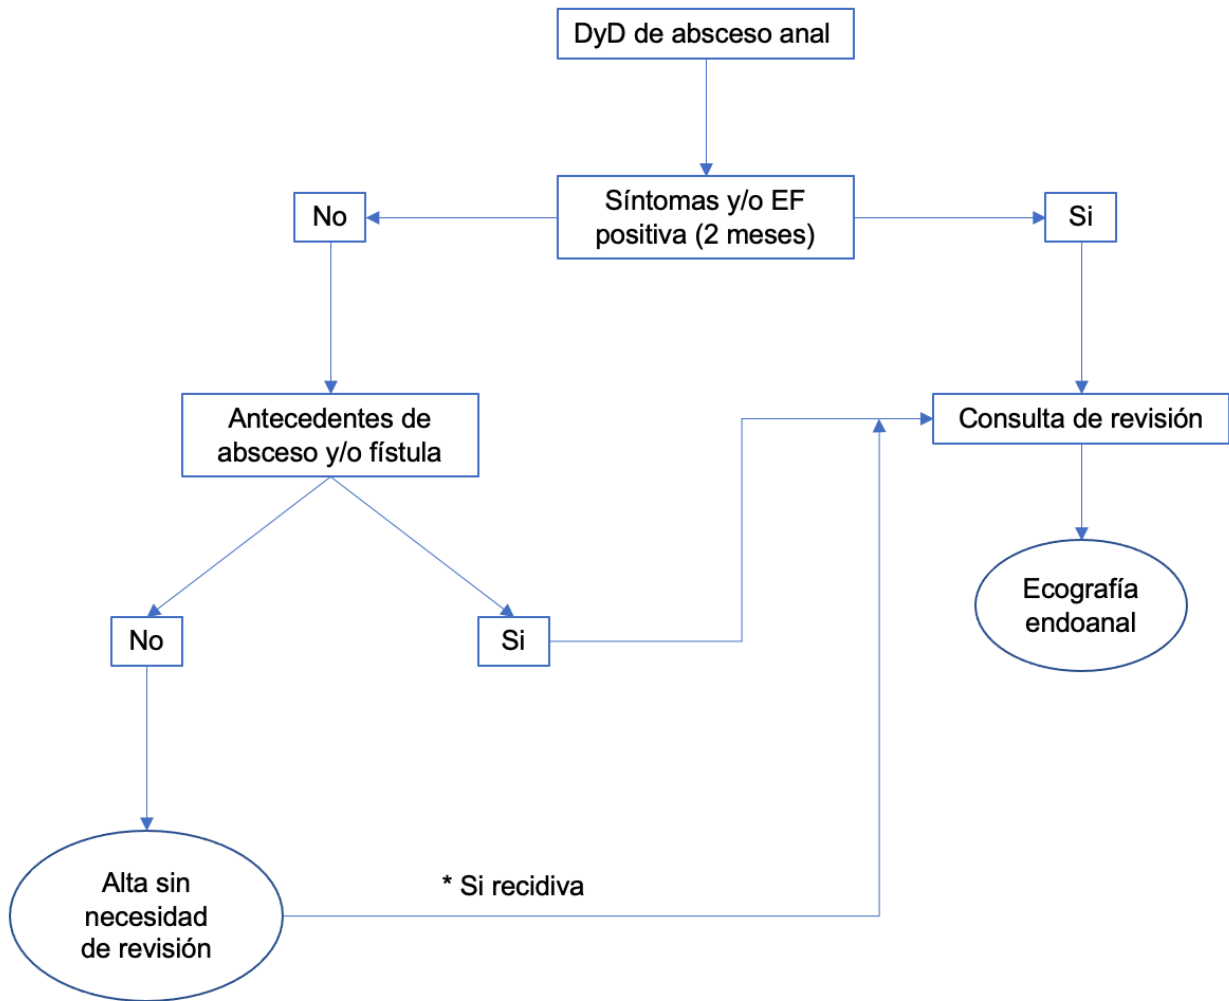 DyD de absceso anal
No
Síntomas y/o EF
positiva (2 meses)
Si
Antecedentes de
absceso y/o fístula
Consulta de revisión
Ecografía
endoanal
No
Si
Alta sin
necesidad
de revisión
* Si recidiva